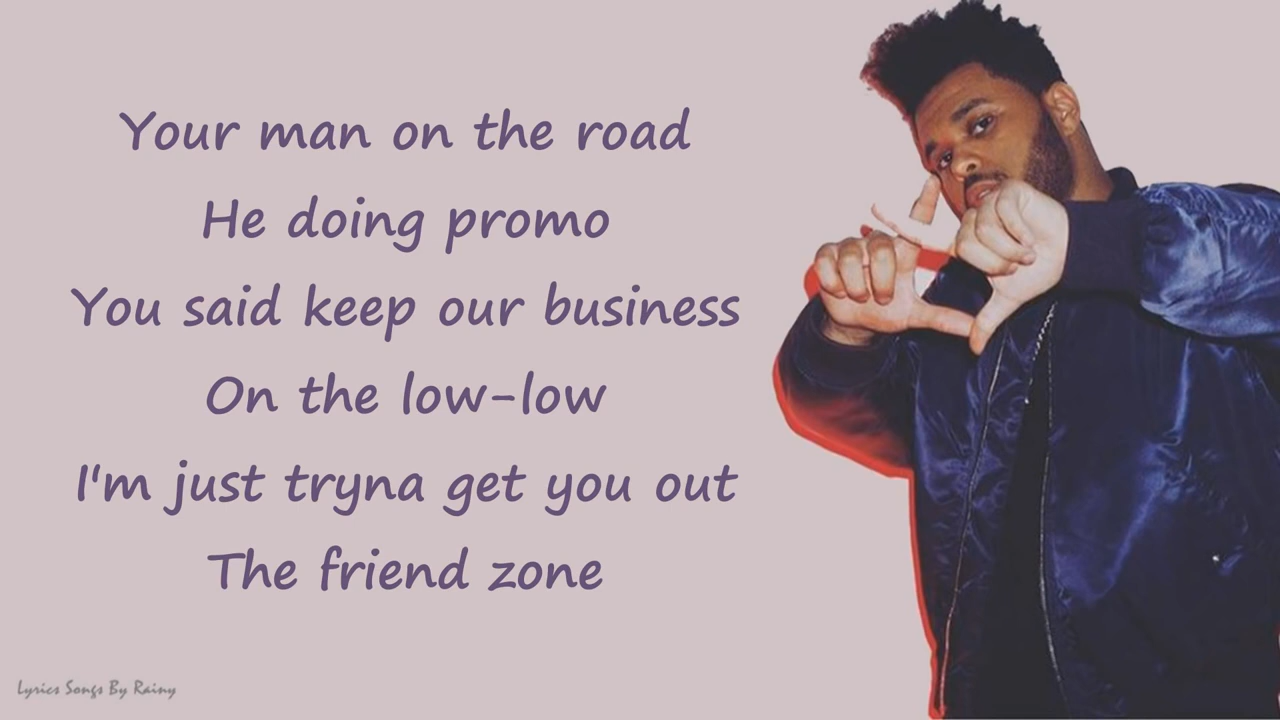 Your man on the road
He doing promo
You said keep our business
On the low-low
I'm just tryna get you out
The friend zone
Lyrics Songs By Rainy